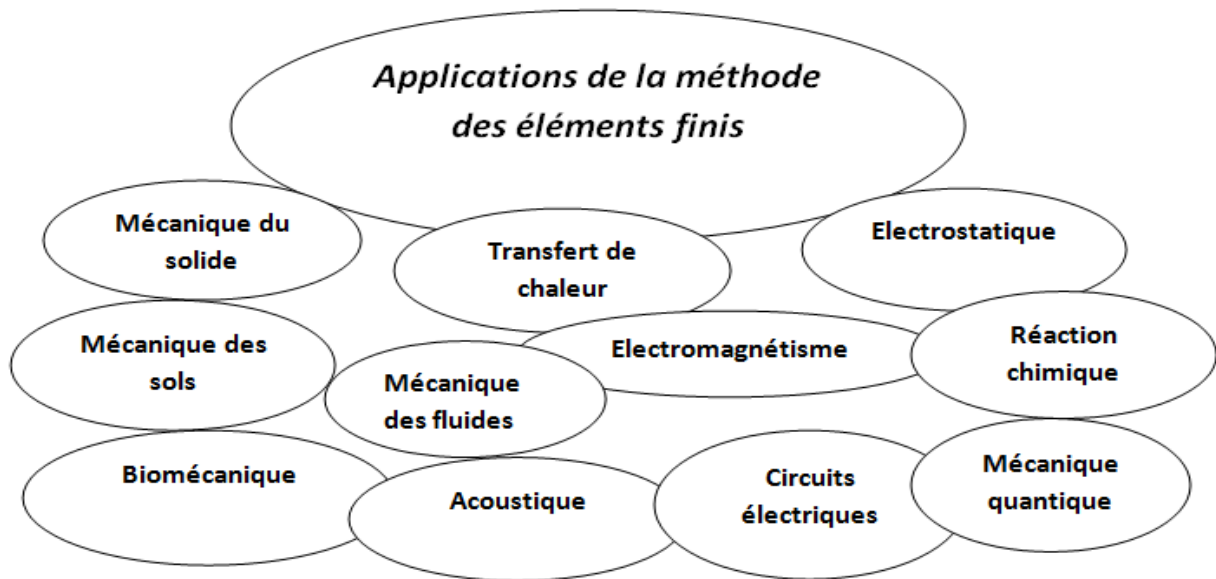 Applications de la méthode
des éléments finis
Mécanique du
solide
Transfert de
chaleur
Electrostatique
Mécanique des
sols
Mécanique
des fluides
Electromagnétisme
Réaction
chimique
Biomécanique
Acoustique
Circuits
électriques
Mécanique
quantique